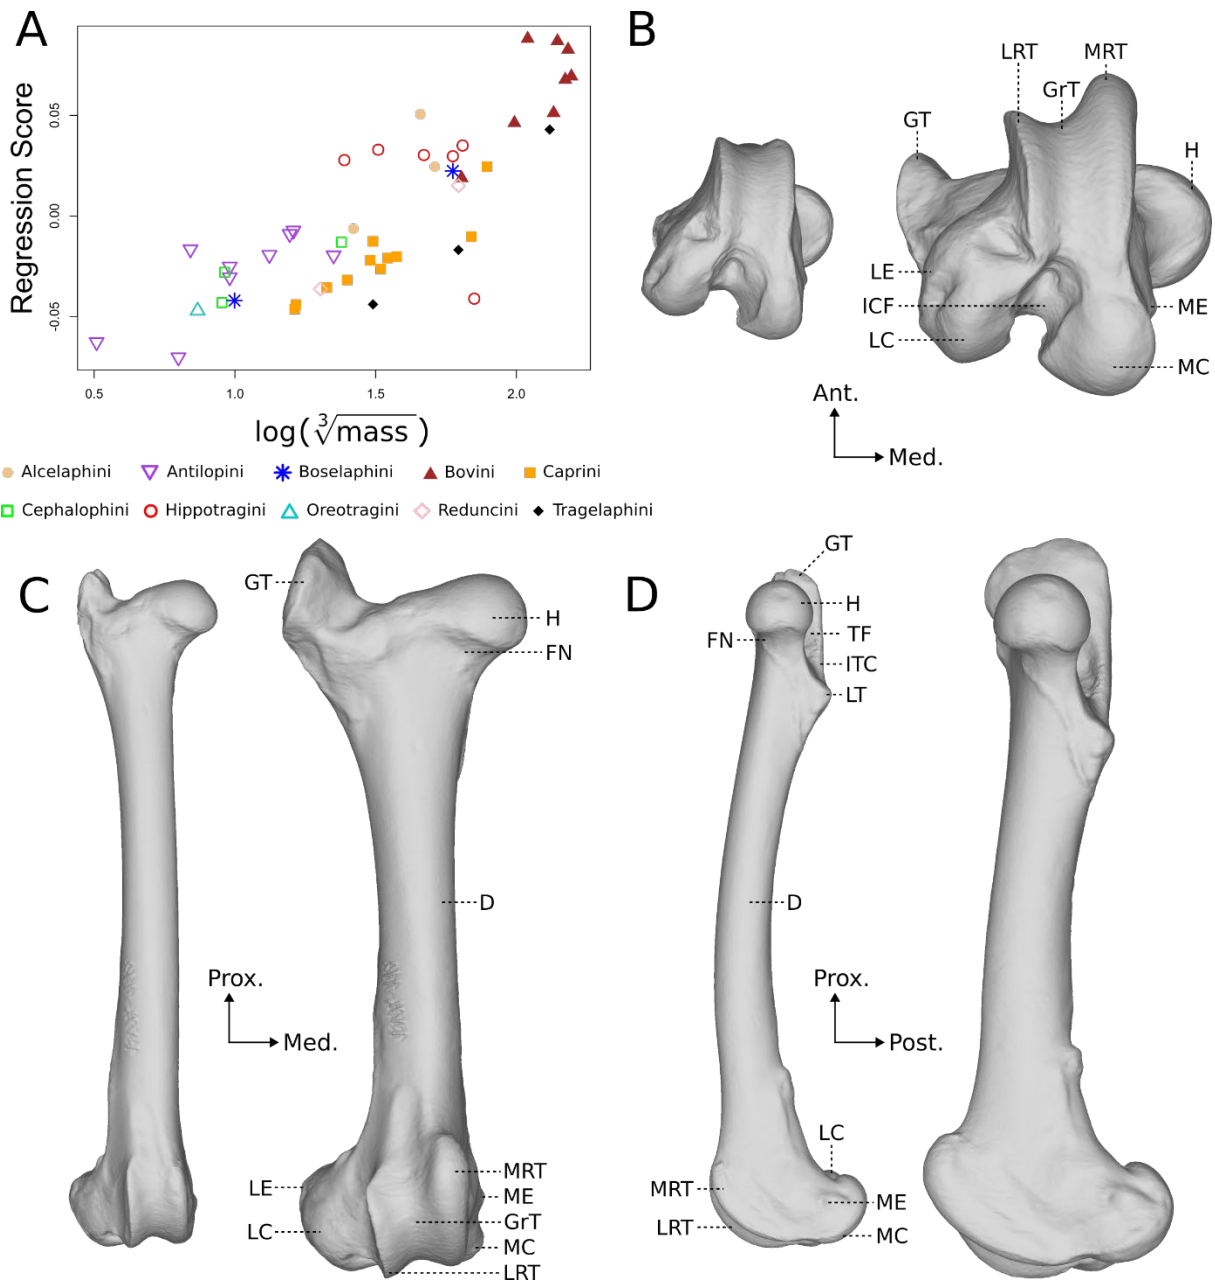 A
Regression Score
0.05
0.00
-0.05
0.5 1.0 1.5 2.0
log(∛mass)
Alcelaphini Antilopini Boselaphini Bovini Caprini
Cephalophini Hippotragini Oreotragini Reduncini Tragelaphini
B
LRT MRT
GrT
GT
H
LE
ICF
ME
LC
MC
Ant.
Med.
C
GT
H
FN
D
Prox.
Med.
MRT
LE
ME
GrT
LC
MC
LRT
D
GT
H
FN
TF
ITC
LT
D
Prox.
Post.
LC
MRT
ME
LRT
MC